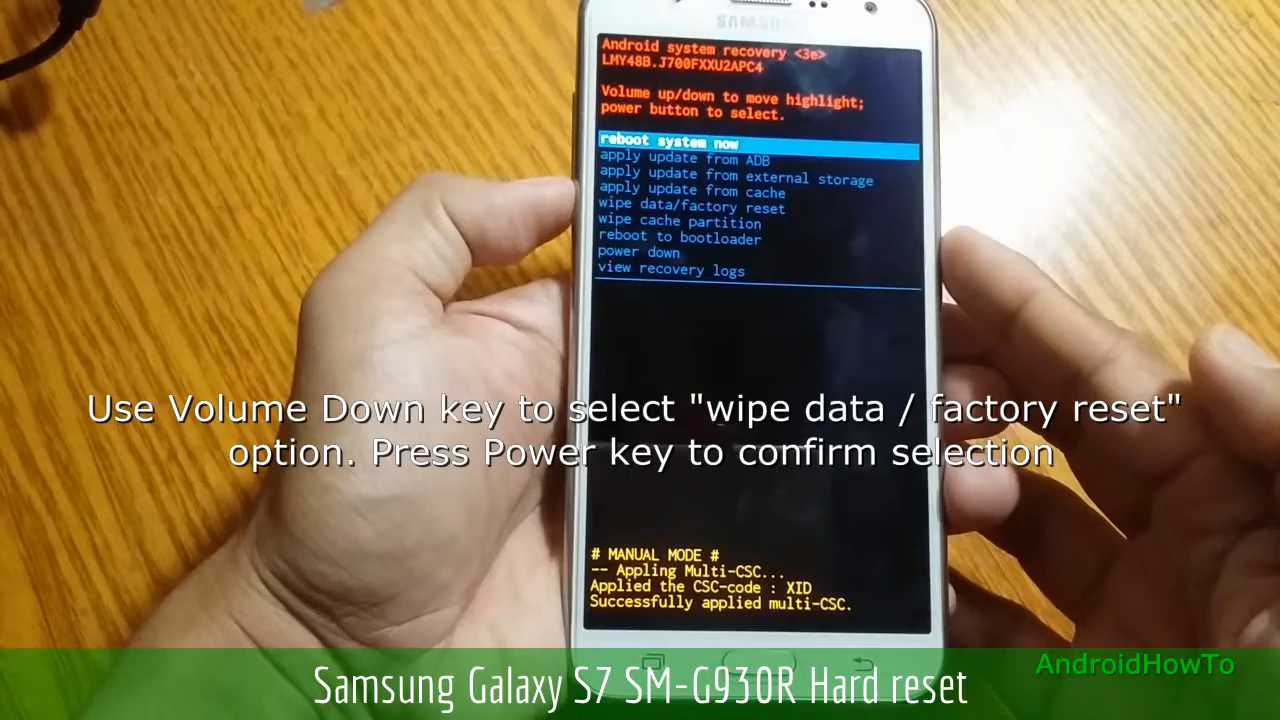 SAMSUNG
Android system recovery <3e>
LMY48B.J700FXXU2APC4
Volume up/down to move highlight;
power button to select.
reboot system now
apply update from ADB
apply update from external storage
apply update from cache
wipe data/factory reset
wipe cache partition
reboot to bootloader
power down
view recovery logs
Use Volume Down key to select "wipe data / factory reset"
option. Press Power key to confirm selection
# MANUAL MODE #
-- Appling Multi-CSC...
Applied the CSC-code : XID
Successfully applied multi-CSC.
AndroidHowTo
Samsung Galaxy S7 SM-G930R Hard reset